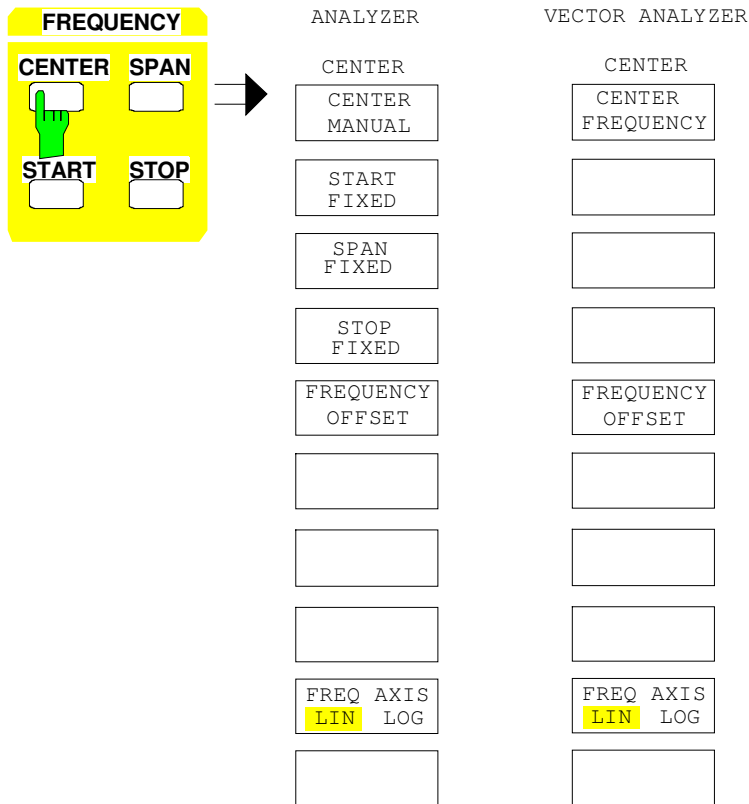 FREQUENCY
CENTER SPAN
START STOP
ANALYZER
CENTER
CENTER
MANUAL
START
FIXED
SPAN
FIXED
STOP
FIXED
FREQUENCY
OFFSET
FREQ AXIS
LIN LOG
VECTOR ANALYZER
CENTER
CENTER
FREQUENCY
FREQUENCY
OFFSET
FREQ AXIS
LIN LOG